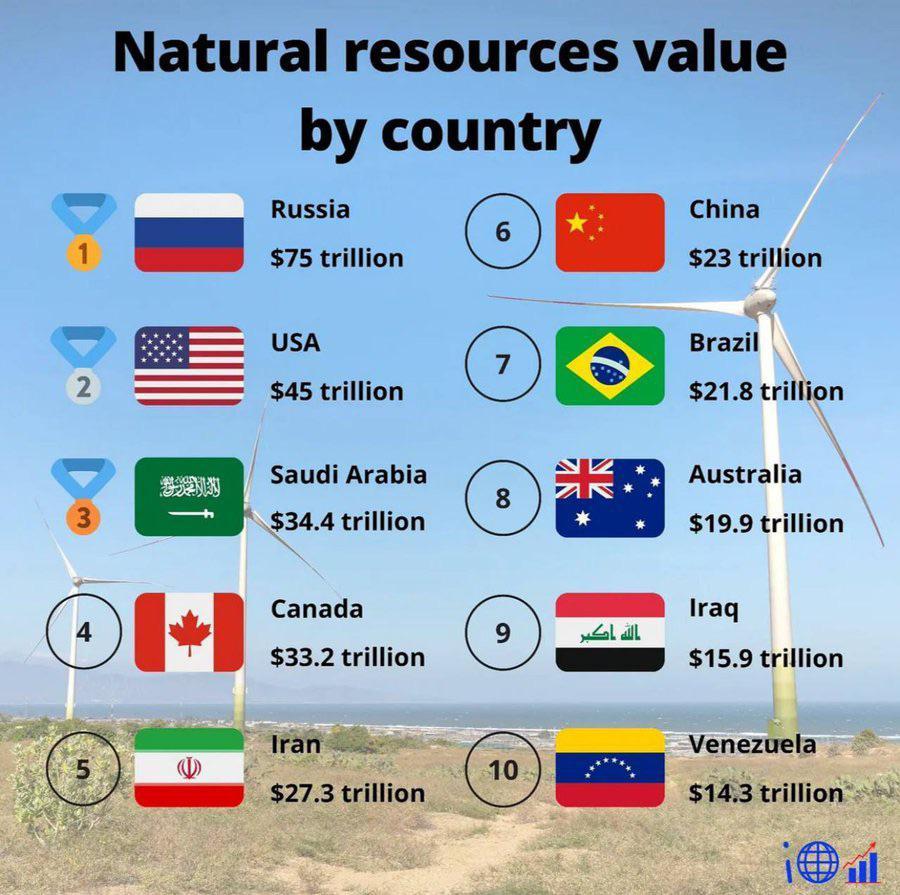 Natural resources value
by country
1
Russia
$75 trillion
2
USA
$45 trillion
3
Saudi Arabia
$34.4 trillion
4
Canada
$33.2 trillion
5
Iran
$27.3 trillion
6
China
$23 trillion
7
Brazil
$21.8 trillion
8
Australia
$19.9 trillion
9
الله اكبر
Iraq
$15.9 trillion
10
Venezuela
$14.3 trillion
i